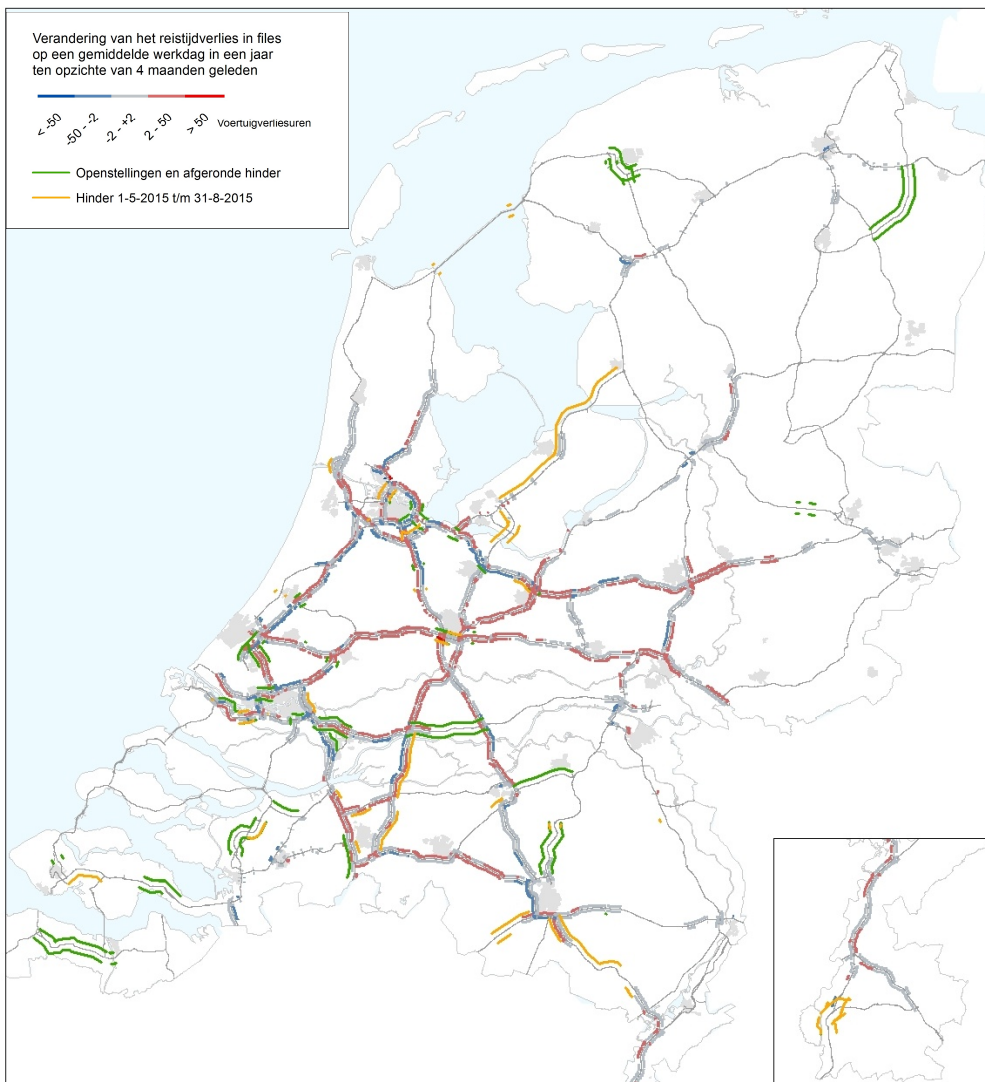 Verandering van het reistijdverlies in files
op een gemiddelde werkdag in een jaar
ten opzichte van 4 maanden geleden
< -50
-50 - -2
-2 - +2
2 - 50
> 50
Voertuigverliesuren
Openstellingen en afgeronde hinder
Hinder 1-5-2015 t/m 31-8-2015